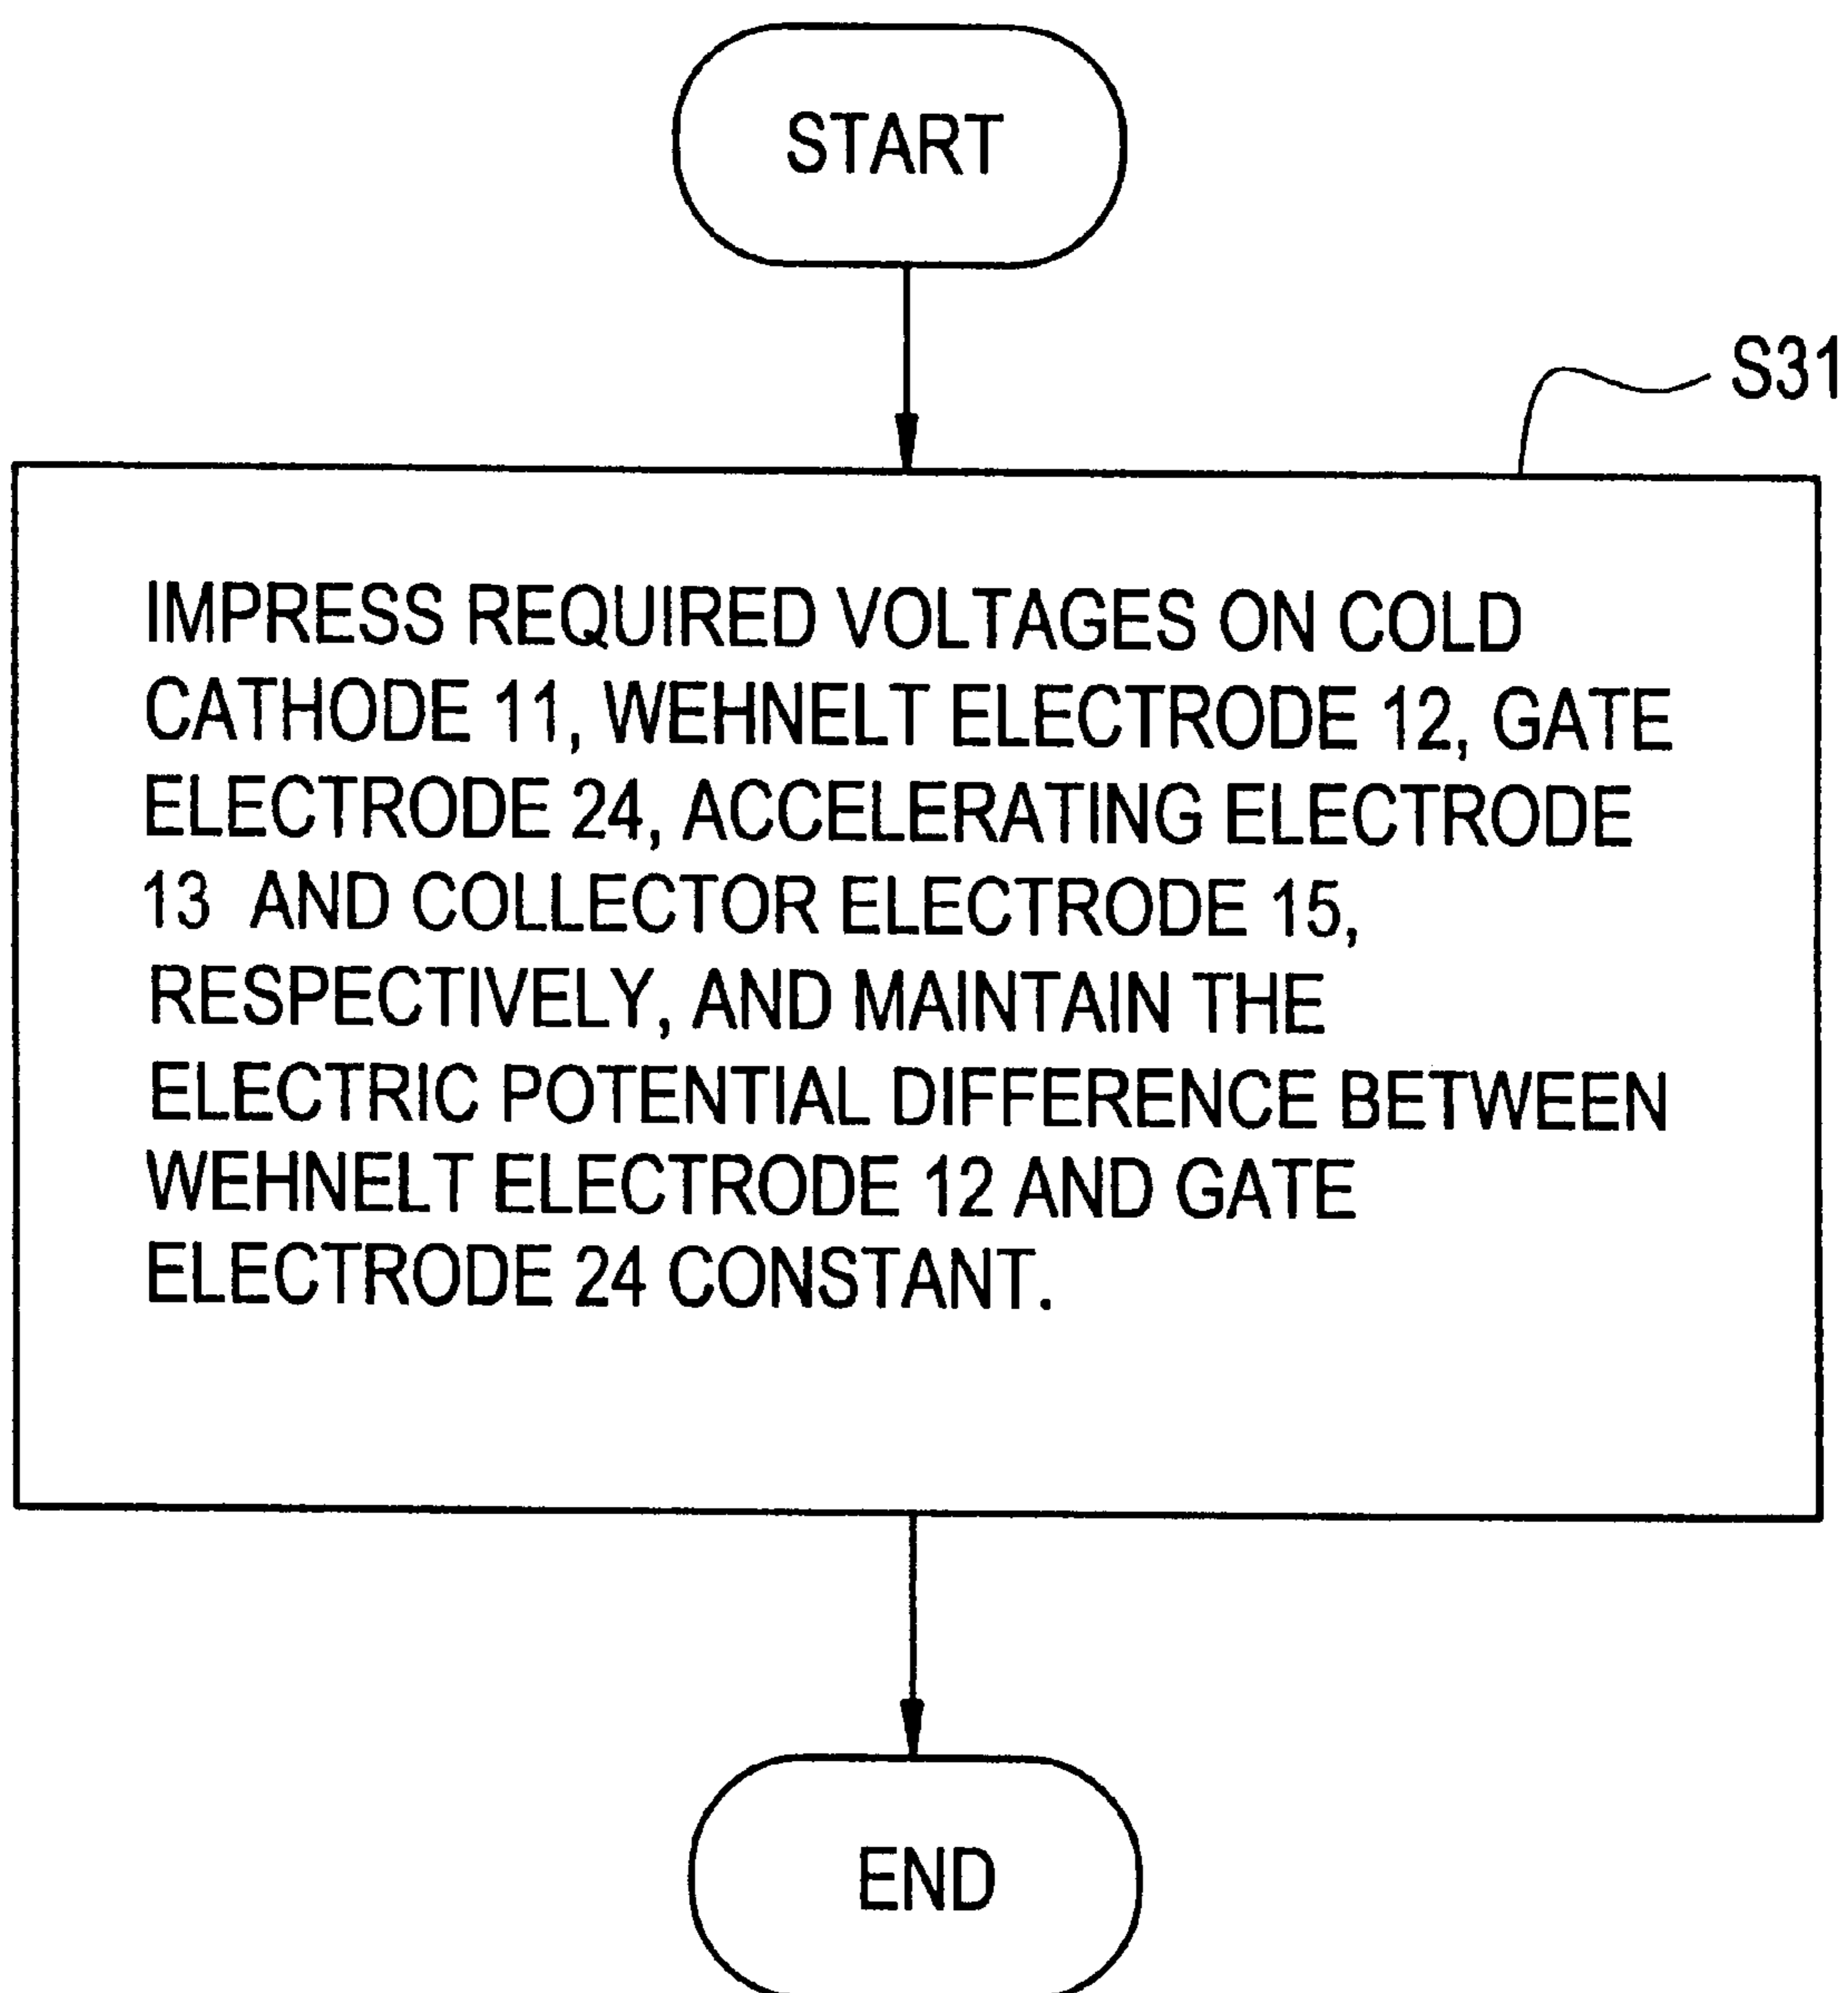 START
S31
IMPRESS REQUIRED VOLTAGES ON COLD
CATHODE 11, WEHNELT ELECTRODE 12, GATE
ELECTRODE 24, ACCELERATING ELECTRODE
13 AND COLLECTOR ELECTRODE 15,
RESPECTIVELY, AND MAINTAIN THE
ELECTRIC POTENTIAL DIFFERENCE BETWEEN
WEHNELT ELECTRODE 12 AND GATE
ELECTRODE 24 CONSTANT.
END